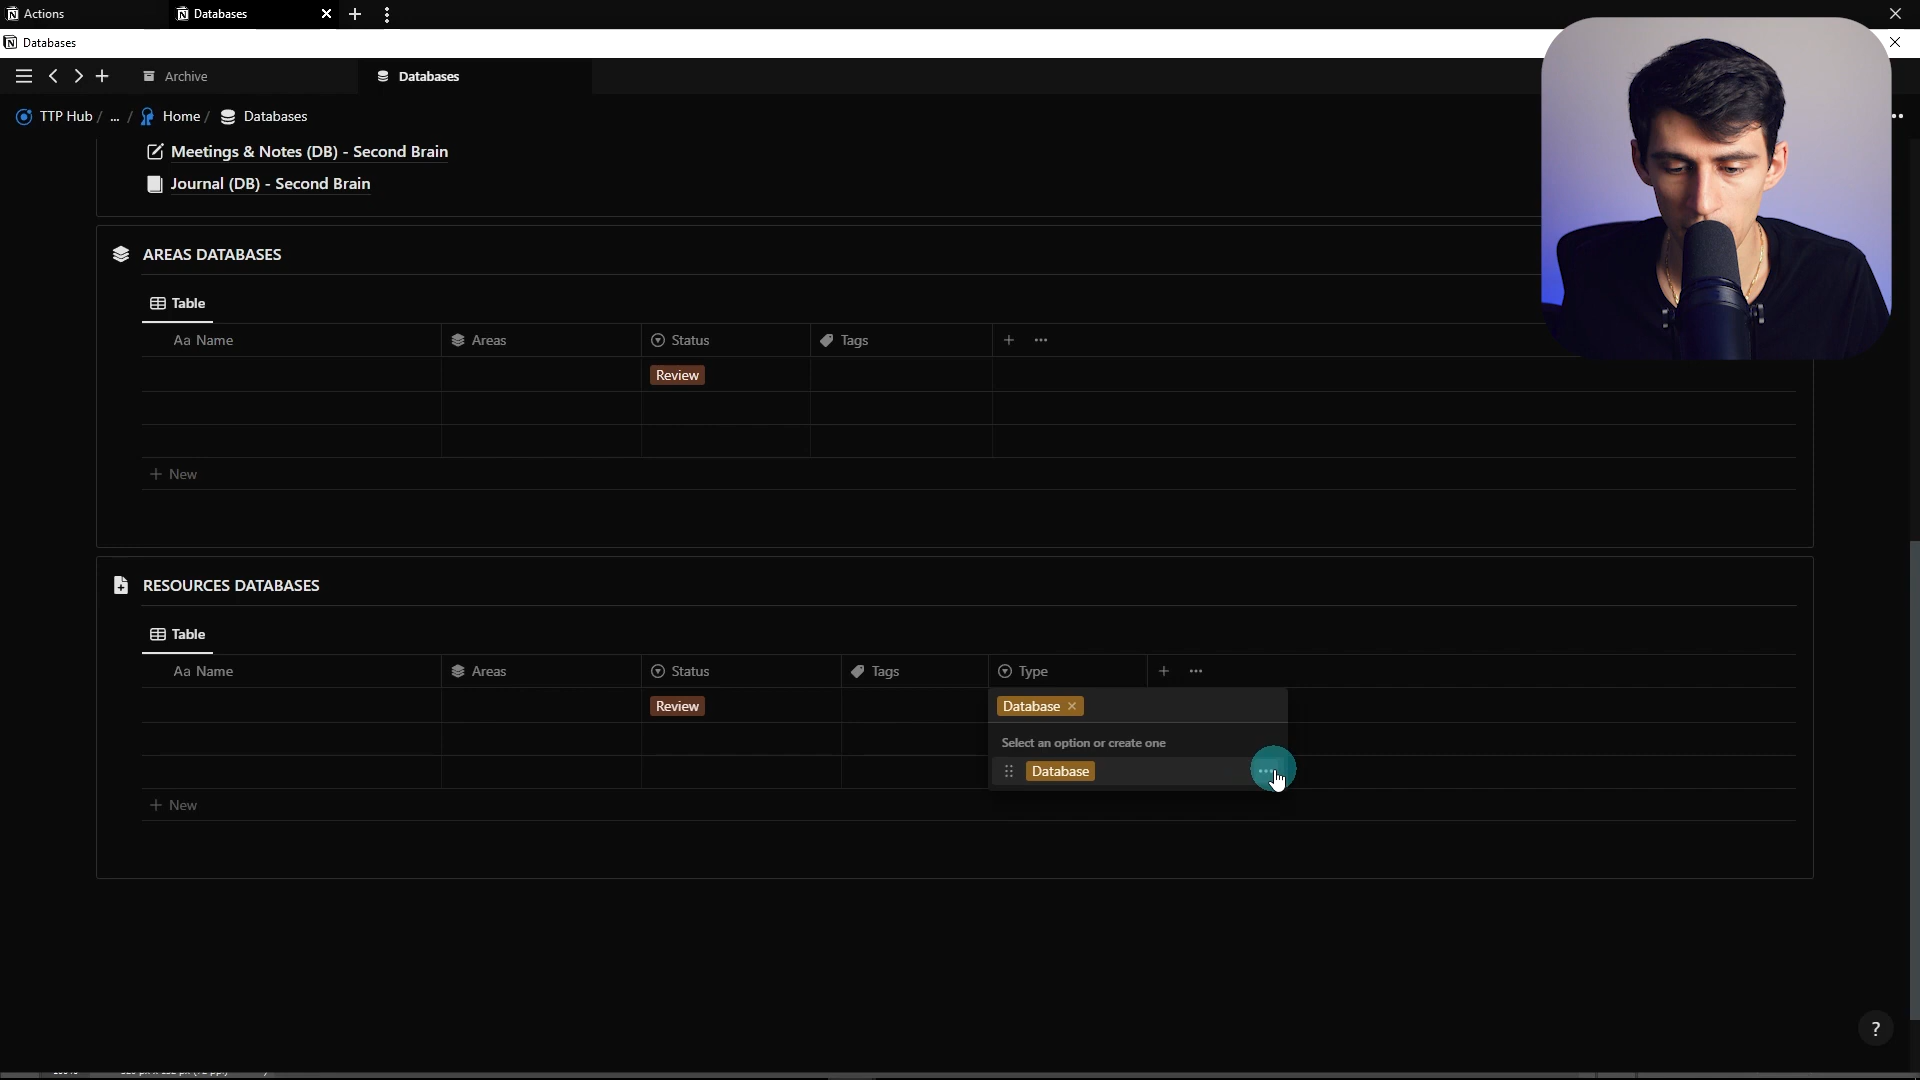 Actions
Databases
Databases
Archive
Databases
TTP Hub / ... / Home / Databases
Meetings & Notes (DB) - Second Brain
Journal (DB) - Second Brain
AREAS DATABASES
Table
Aa Name Areas Status Tags
Review
New
RESOURCES DATABASES
Table
Aa Name Areas Status Tags Type
Review Database
Select an option or create one
Database
New
?